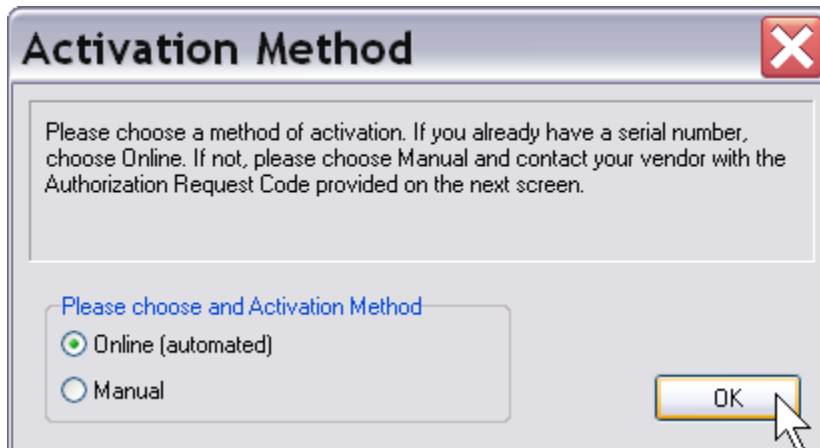 Activation Method
Please choose a method of activation. If you already have a serial number,
choose Online. If not, please choose Manual and contact your vendor with the
Authorization Request Code provided on the next screen.
Please choose and Activation Method
Online (automated)
Manual
OK